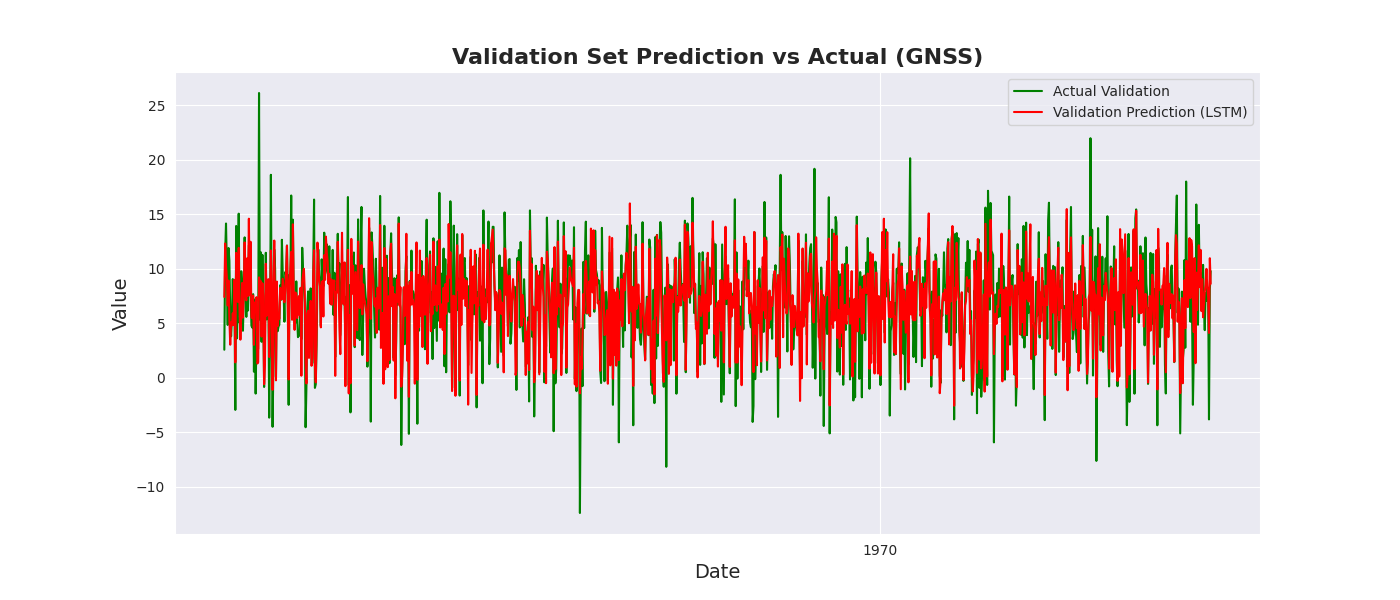 Validation Set Prediction vs Actual (GNSS)
Actual Validation
Validation Prediction (LSTM)
25
20
15
10
5
0
−5
−10
Value
1970
Date